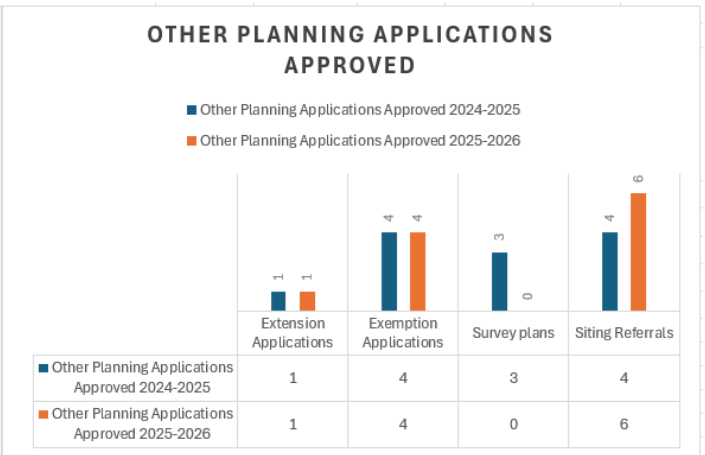 OTHER PLANNING APPLICATIONS
APPROVED
Other Planning Applications Approved 2024-2025
Other Planning Applications Approved 2025-2026
1 1 4 4 3 0 4 6
Extension Applications
Exemption Applications
Survey plans
Siting Referrals
Other Planning Applications
Approved 2024-2025
1 4 3 4
Other Planning Applications
Approved 2025-2026
1 4 0 6